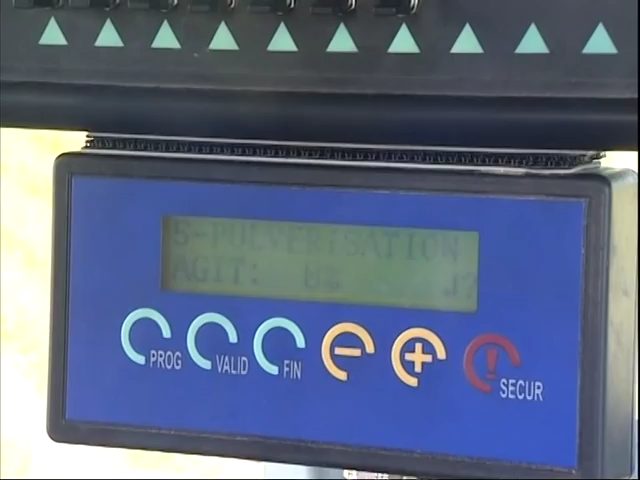 5-PULVERISATION
AGIT:
PROG VALID FIN - + ! SECUR